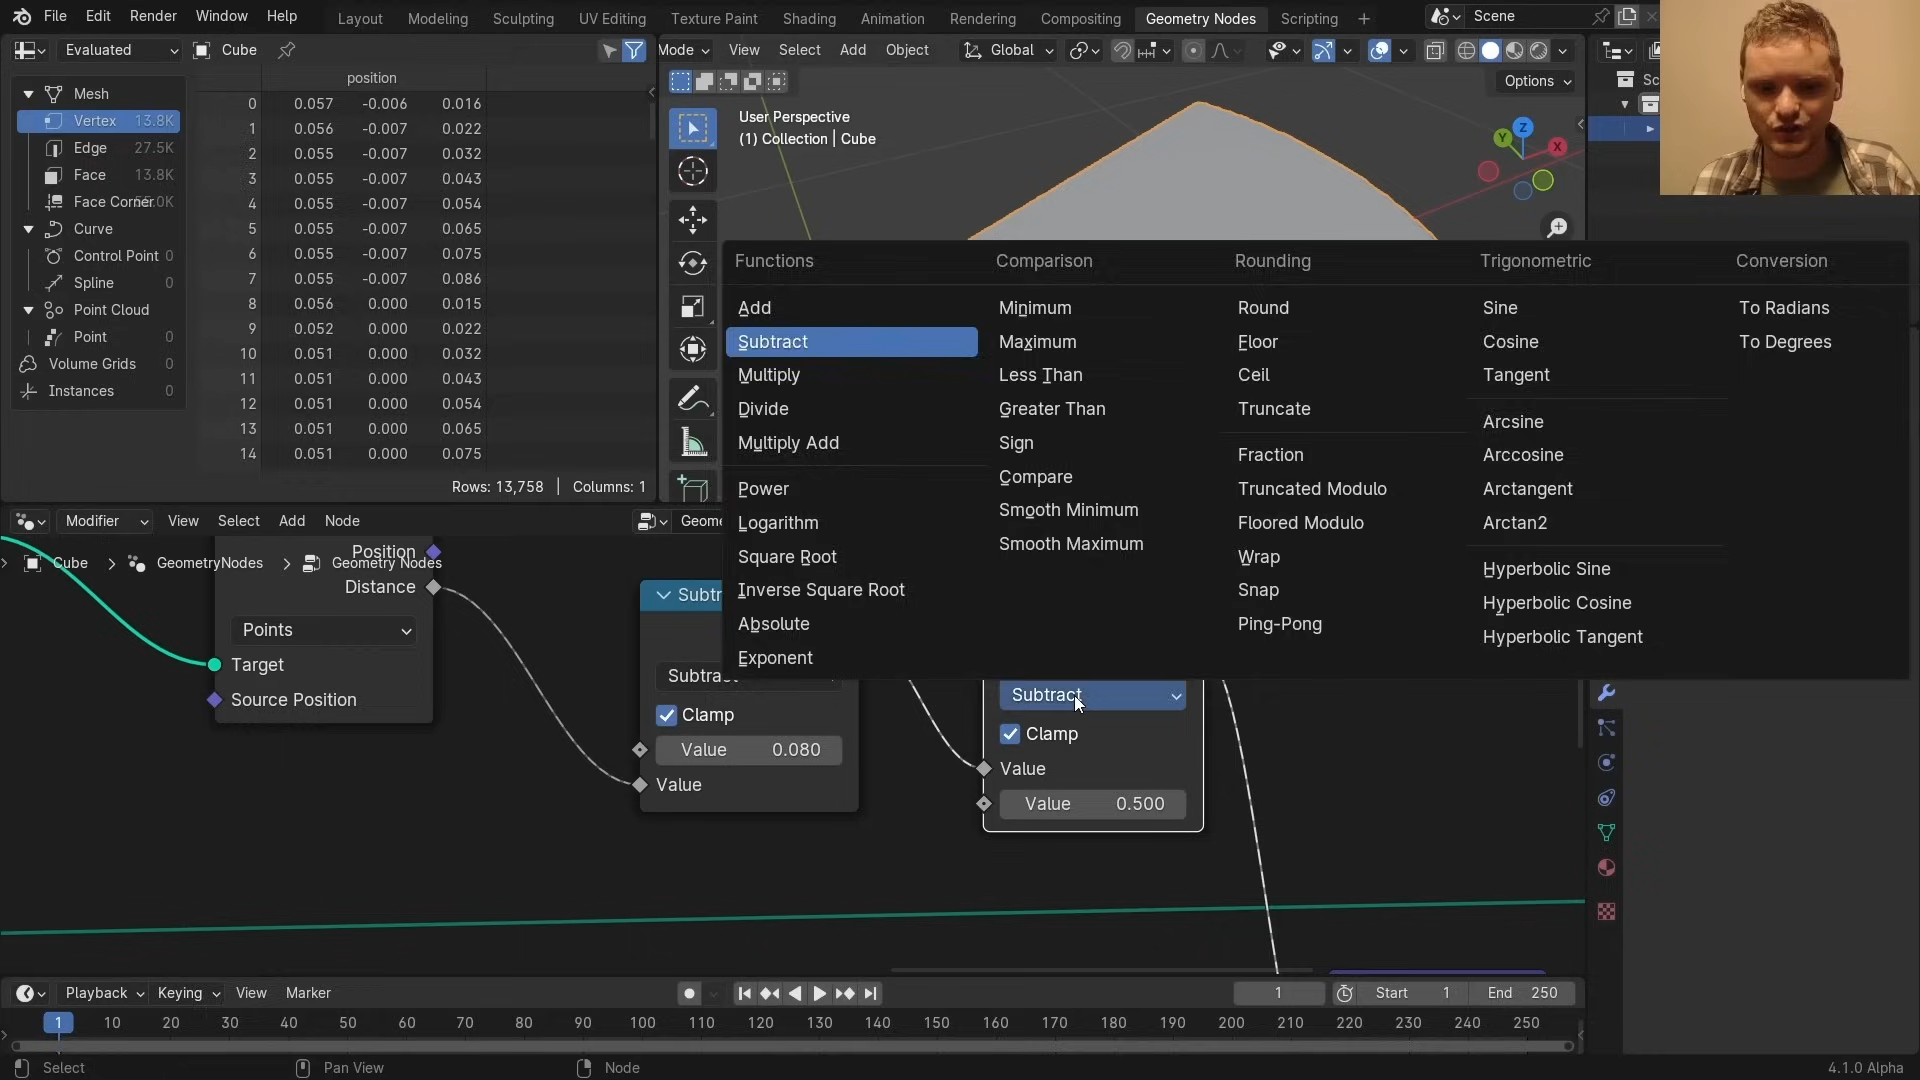 File Edit Render Window Help
Layout Modeling Sculpting UV Editing Texture Paint Shading Animation Rendering Compositing Geometry Nodes Scripting +
Scene
Evaluated Cube
Mode View Select Add Object Global
Options
position
Mesh
Vertex 13.8K
Edge 27.5K
Face 13.8K
Curve
Control Point 0
Spline 0
Point Cloud
Point 0
Volume Grids 0
Instances 0
0 0.057 -0.006 0.016
1 0.056 -0.007 0.022
2 0.055 -0.007 0.032
3 0.055 -0.007 0.043
4 0.055 -0.007 0.054
5 0.055 -0.007 0.065
6 0.055 -0.007 0.075
7 0.055 -0.007 0.086
8 0.056 0.000 0.015
9 0.052 0.000 0.022
10 0.051 0.000 0.032
11 0.051 0.000 0.043
12 0.051 0.000 0.054
13 0.051 0.000 0.065
14 0.051 0.000 0.075
Rows: 13,758 | Columns: 1
User Perspective
(1) Collection | Cube
Z
Y
X
Sc
Functions Comparison Rounding Trigonometric Conversion
Add Minimum Round Sine To Radians
Subtract Maximum Floor Cosine To Degrees
Multiply Less Than Ceil Tangent
Divide Greater Than Truncate Arcsine
Multiply Add Sign Fraction Arccosine
Power Compare Truncated Modulo Arctangent
Logarithm Smooth Minimum Floored Modulo Arctan2
Square Root Smooth Maximum Wrap Hyperbolic Sine
Inverse Square Root Snap Hyperbolic Cosine
Absolute Ping-Pong Hyperbolic Tangent
Exponent
Modifier View Select Add Node Geome
Cube > GeometryNodes > Geometry Nodes
Position
Distance
Points
Target
Source Position
Subtr
Subtract
Clamp
Value 0.080
Value
Subtract
Clamp
Value
Value 0.500
Playback Keying View Marker
1 Start 1 End 250
1 10 20 30 40 50 60 70 80 90 100 110 120 130 140 150 160 170 180 190 200 210 220 230 240 250
Select Pan View Node 4.1.0 Alpha